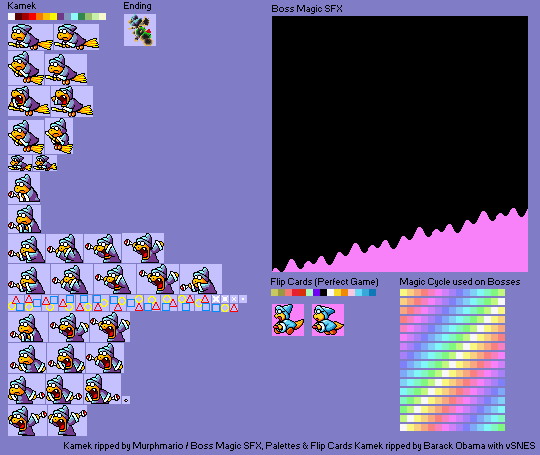 Kamek
Ending
Boss Magic SFX
Flip Cards (Perfect Game)
Magic Cycle used on Bosses
Kamek ripped by Murphmario / Boss Magic SFX, Palettes & Flip Cards Kamek ripped by Barack Obama with vSNES